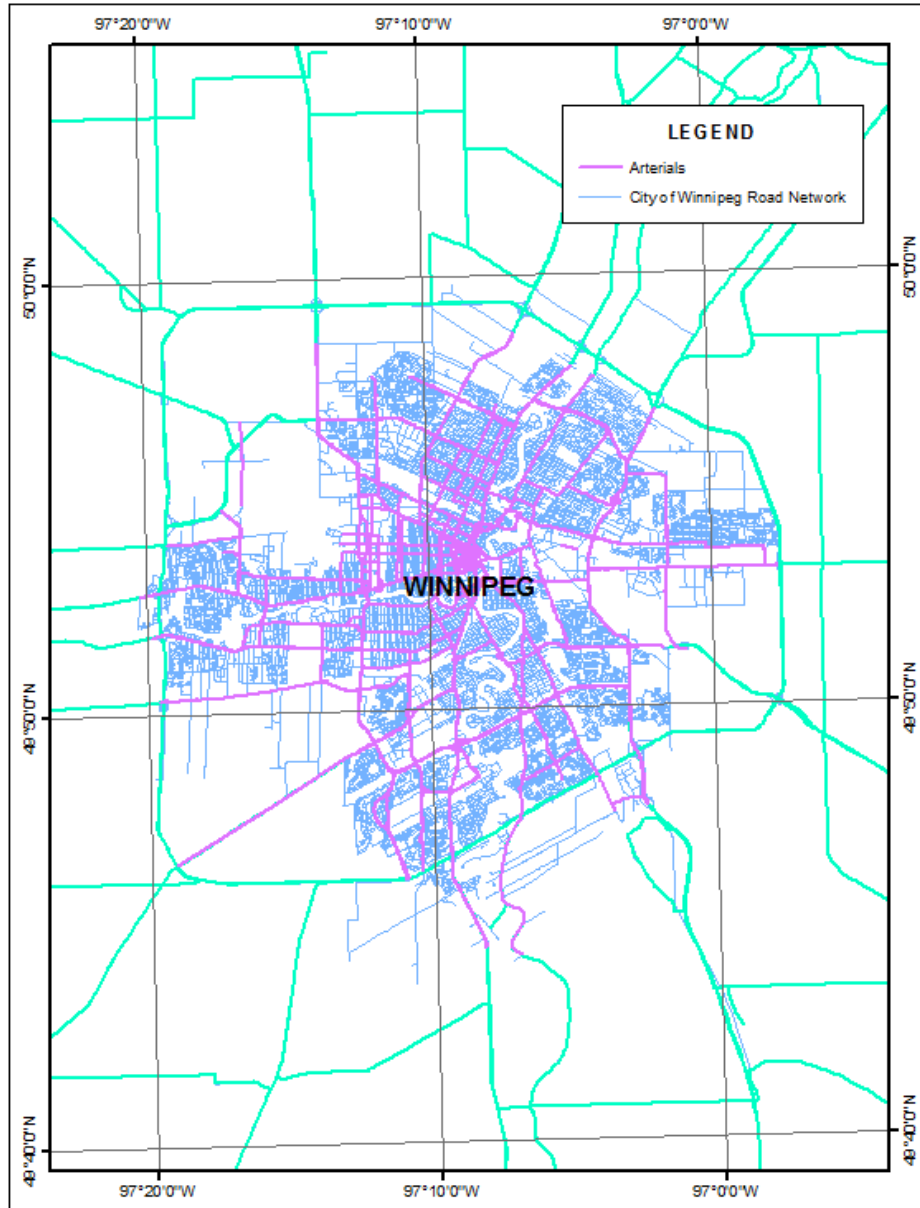 97°20'0"W 97°10'0"W 97°0'0"W
LEGEND
Arterials
City of Winnipeg Road Network
50°0'0"N 50°0'0"N
WINNIPEG
49°50'0"N 49°50'0"N
49°40'0"N 49°40'0"N
97°20'0"W 97°10'0"W 97°0'0"W